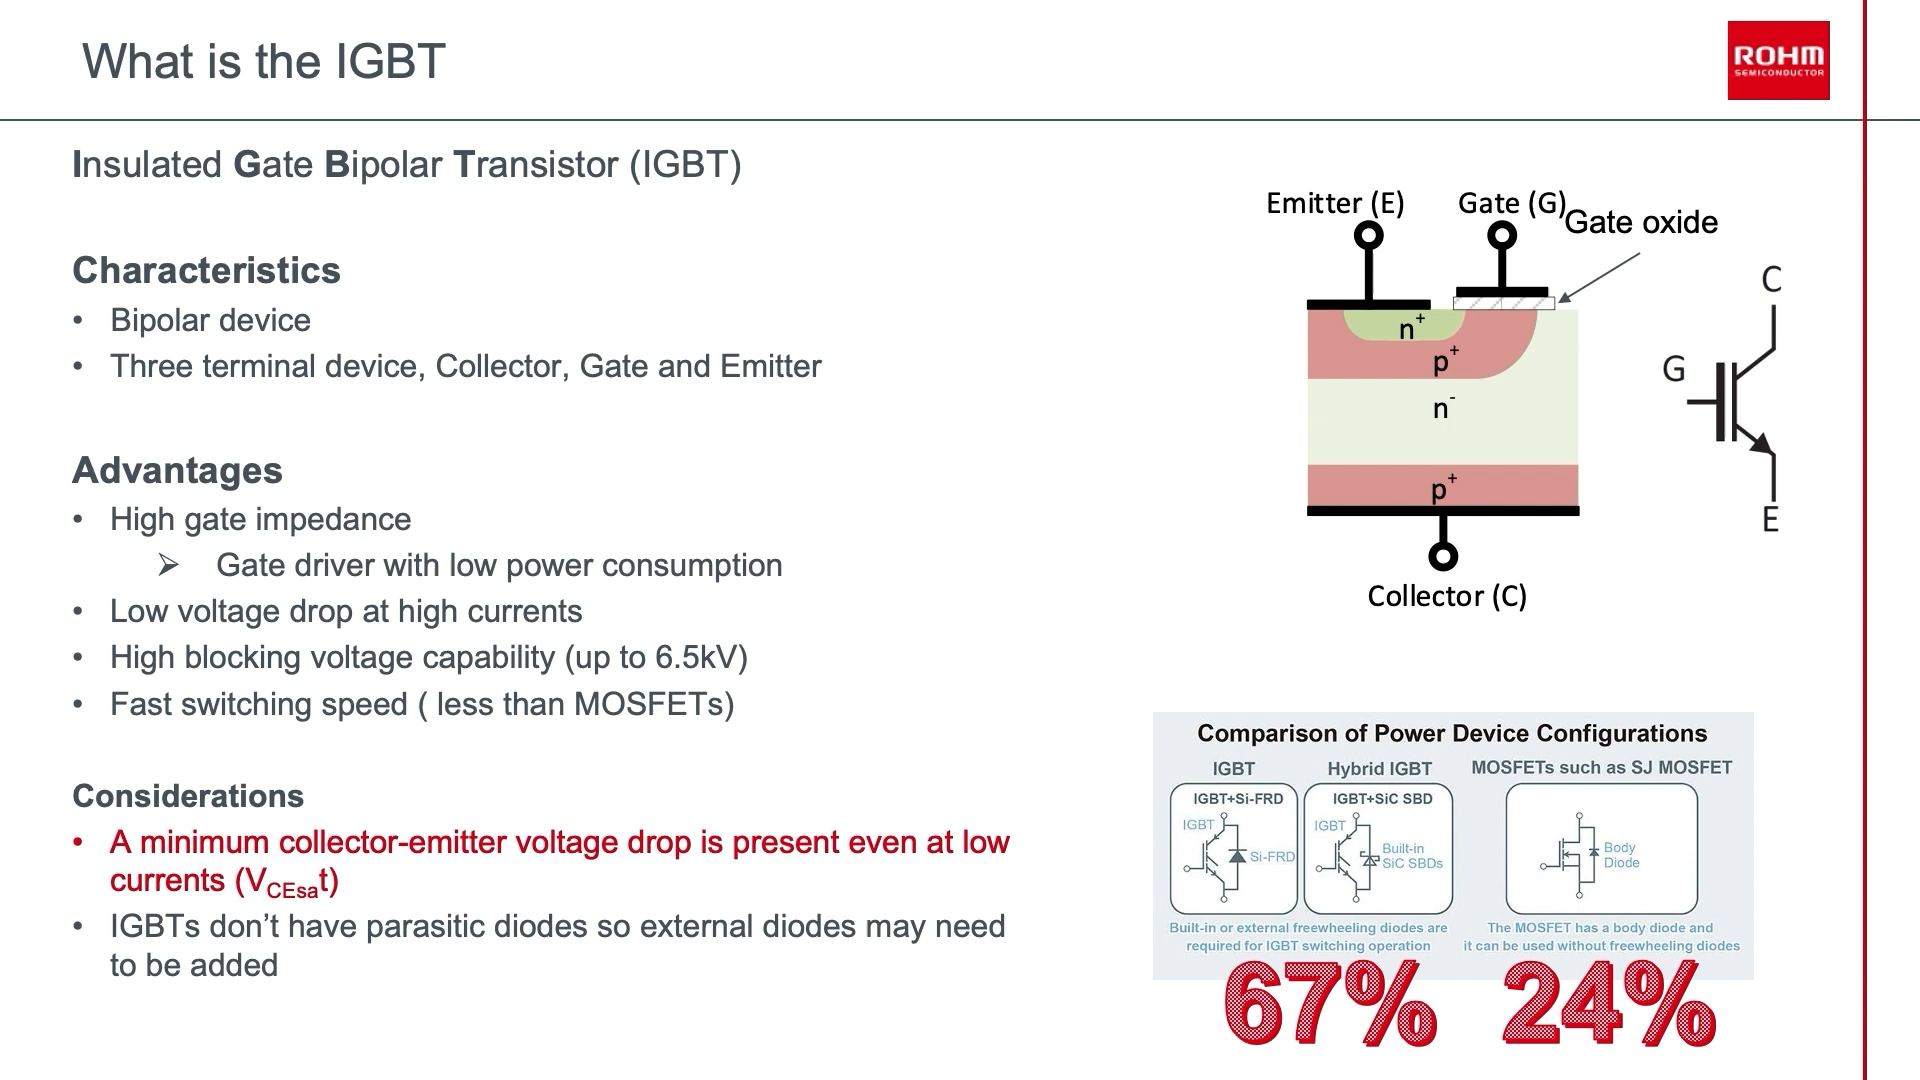 What is the IGBT
ROHM
SEMICONDUCTOR
Insulated Gate Bipolar Transistor (IGBT)
Characteristics
• Bipolar device
• Three terminal device, Collector, Gate and Emitter
Advantages
• High gate impedance
➢ Gate driver with low power consumption
• Low voltage drop at high currents
• High blocking voltage capability (up to 6.5kV)
• Fast switching speed ( less than MOSFETs)
Considerations
• A minimum collector-emitter voltage drop is present even at low
currents (VCEsat)
• IGBTs don’t have parasitic diodes so external diodes may need
to be added
Emitter (E)
Gate (G)
Gate oxide
n+
p+
n-
p+
Collector (C)
C
G
E
Comparison of Power Device Configurations
IGBT
Hybrid IGBT
MOSFETs such as SJ MOSFET
IGBT+Si-FRD
IGBT
Si-FRD
IGBT+SiC SBD
IGBT
Built-in
SiC SBDs
Body
Diode
Built-in or external freewheeling diodes are
required for IGBT switching operation
The MOSFET has a body diode and
it can be used without freewheeling diodes
67%
24%